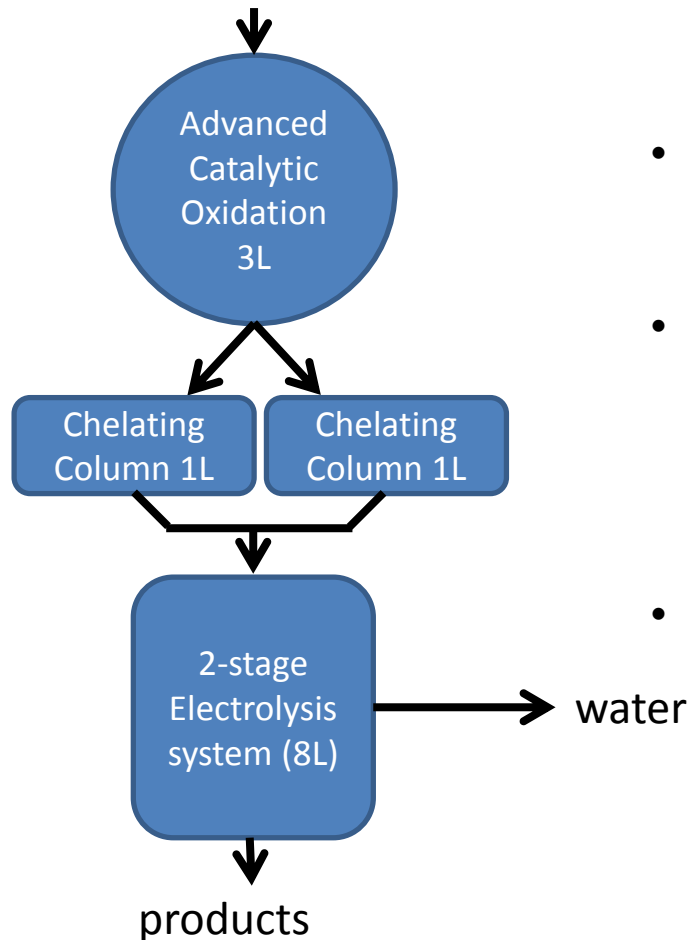 Advanced
Catalytic
Oxidation
3L
Chelating
Column 1L
Chelating
Column 1L
2-stage
Electrolysis
system (8L)
water
products